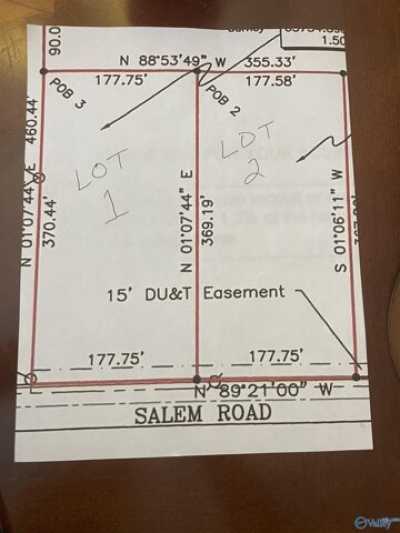 90.0
1.50
N 88°53'49" W 355.33'
177.75' 177.58'
POB 3
POB 2
460.44'
N 01°07'44" E
370.44'
LOT
1
LOT
2
N 01°07'44" E
369.19'
S 01°06'11" W
15' DU&T Easement
177.75' 177.75'
N 89°21'00" W
SALEM ROAD